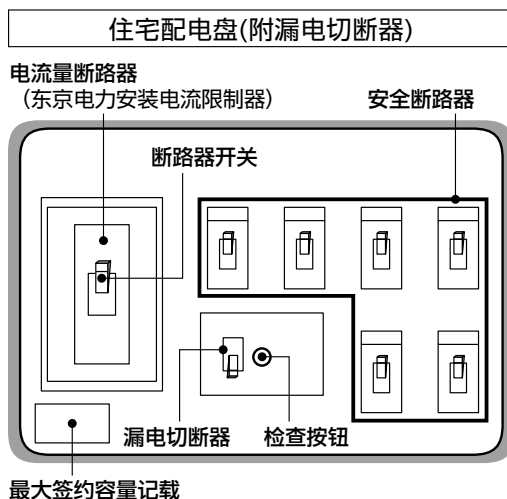 住宅配电盘(附漏电切断器)
电流量断路器
（东京电力安装电流限制器）
安全断路器
断路器开关
漏电切断器
检查按钮
最大签约容量记载